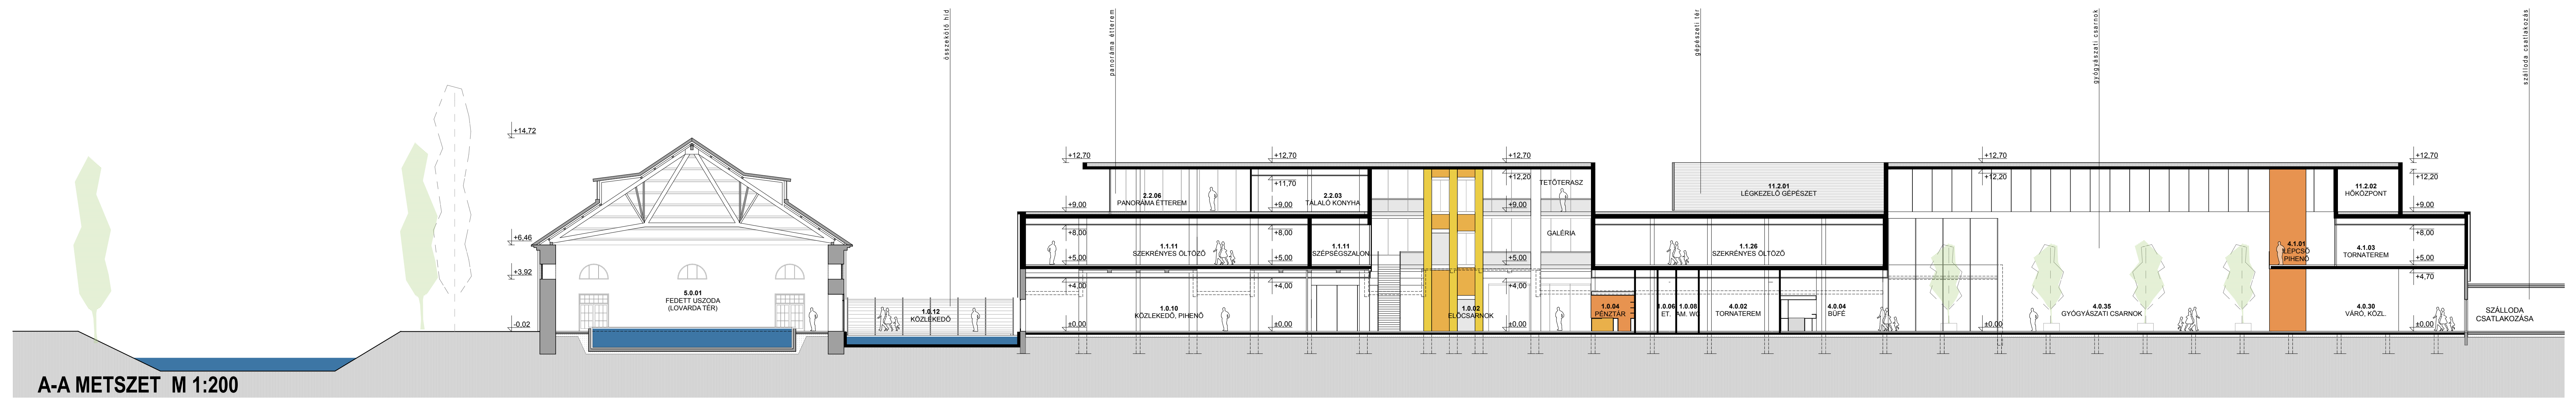 összekötő híd
panoráma étterem
gépészeti tér
gyógyászati csarnok
szálloda csatlakozás
+14,72
+6,46
+3,92
-0,02
5.0.01
FEDETT USZODA
(LOVARDA TÉR)
1.0.12
KÖZLEKEDŐ
+12,70
+12,70
+12,70
+12,70
+12,70
+11,70
+12,20
+12,20
+12,20
2.2.06
PANORÁMA ÉTTEREM
2.2.03
TÁLALÓ KONYHA
TETŐTERASZ
11.2.01
LÉGKEZELŐ GÉPÉSZET
11.2.02
HŐKÖZPONT
+9,00
+9,00
+9,00
+9,00
+8,00
+8,00
+8,00
1.1.11
SZEKRÉNYES ÖLTÖZŐ
1.1.11
SZÉPSÉGSZALON
GALÉRIA
1.1.26
SZEKRÉNYES ÖLTÖZŐ
4.1.01
LÉPCSŐ
PIHENŐ
4.1.03
TORNATEREM
+5,00
+5,00
+5,00
+5,00
+4,00
+4,00
+4,00
+4,70
1.0.10
KÖZLEKEDŐ, PIHENŐ
1.0.02
ELŐCSARNOK
1.0.04
PÉNZTÁR
1.0.06
ET.
1.0.08
AM. WC
4.0.02
TORNATEREM
4.0.04
BÜFÉ
4.0.35
GYÓGYÁSZATI CSARNOK
4.0.30
VÁRÓ, KÖZL.
SZÁLLODA
CSATLAKOZÁSA
±0,00
±0,00
±0,00
±0,00
±0,00
A-A METSZET M 1:200